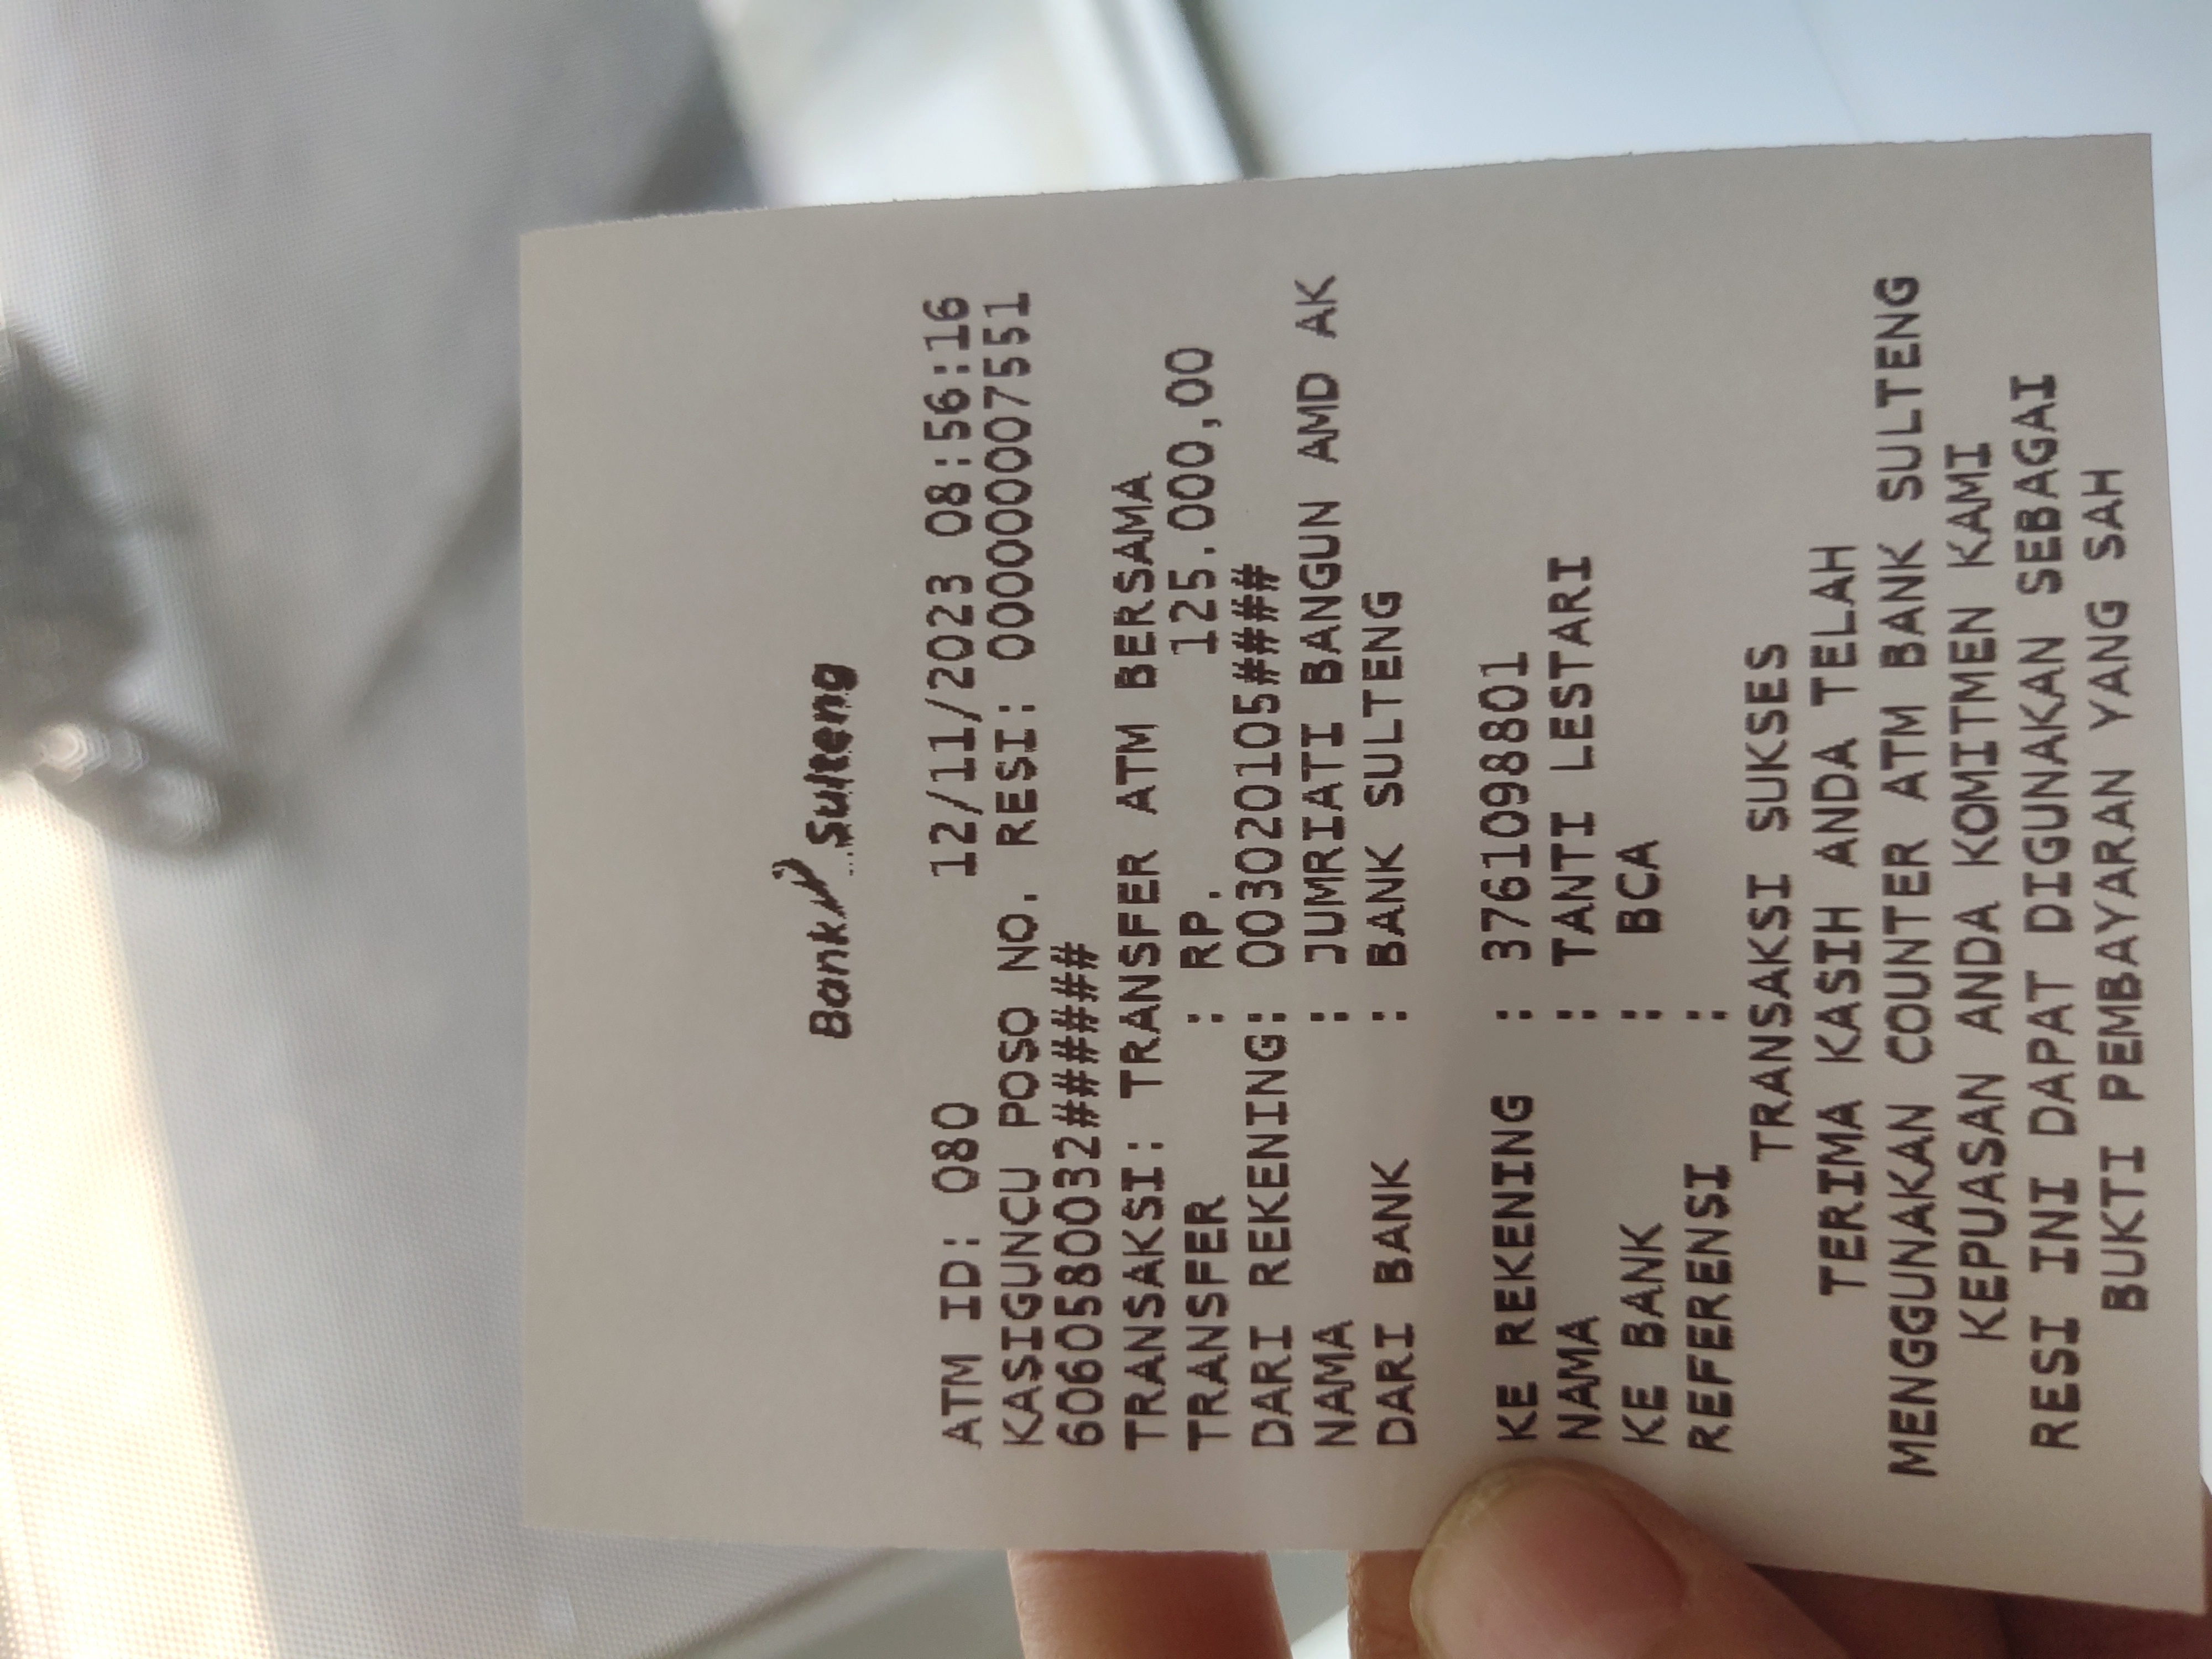 Bank Sulteng
ATM ID: 080 12/11/2023 08:56:16
KASIGUNCU POSO NO. RESI: 000000007551
6060580032######
TRANSAKSI: TRANSFER ATM BERSAMA
TRANSFER : RP. 125.000,00
DARI REKENING: 003020105####
NAMA : JUMRIATI BANGUN AMD AK
DARI BANK : BANK SULTENG
KE REKENING : 3761098801
NAMA : TANTI LESTARI
KE BANK : BCA
REFERENSI :
TRANSAKSI SUKSES
TERIMA KASIH ANDA TELAH
MENGGUNAKAN COUNTER ATM BANK SULTENG
KEPUASAN ANDA KOMITMEN KAMI
RESI INI DAPAT DIGUNAKAN SEBAGAI
BUKTI PEMBAYARAN YANG SAH